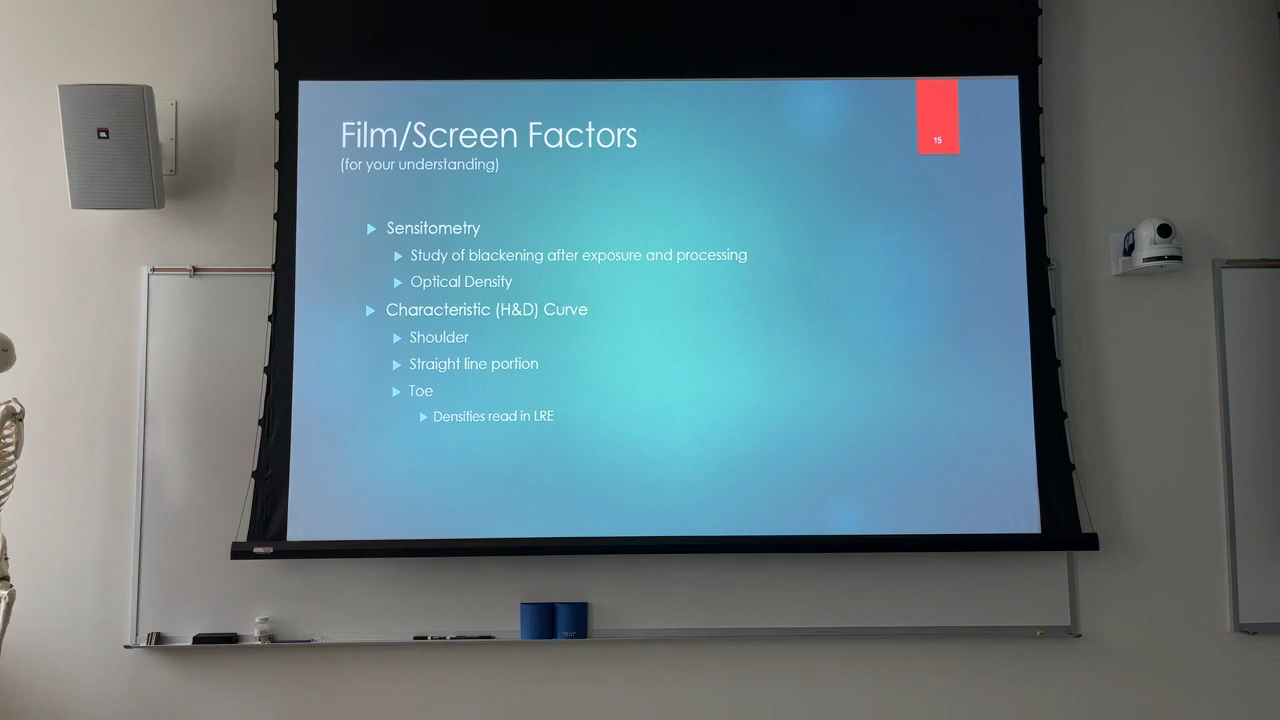 15
Film/Screen Factors
(for your understanding)
Sensitometry
Study of blackening after exposure and processing
Optical Density
Characteristic (H&D) Curve
Shoulder
Straight line portion
Toe
Densities read in LRE
JBL